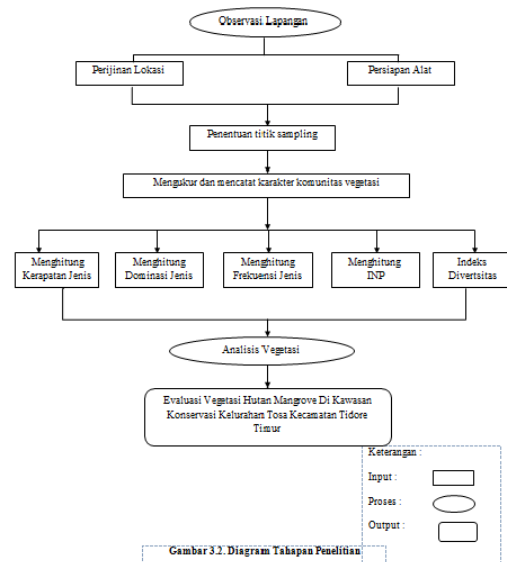 Observasi Lapangan
Perijinan Lokasi
Persiapan Alat
Penentuan titik sampling
Mengukur dan mencatat karakter komunitas vegetasi
Menghitung
Kerapatan Jenis
Menghitung
Dominasi Jenis
Menghitung
Frekuensi Jenis
Menghitung
INP
Indeks
Divertsitas
Analisis Vegetasi
Evaluasi Vegetasi Hutan Mangrove Di Kawasan
Konservasi Kelurahan Tosa Kecamatan Tidore
Timur
Keterangan :
Input :
Proses :
Output :
Gambar 3.2. Diagram Tahapan Penelitian